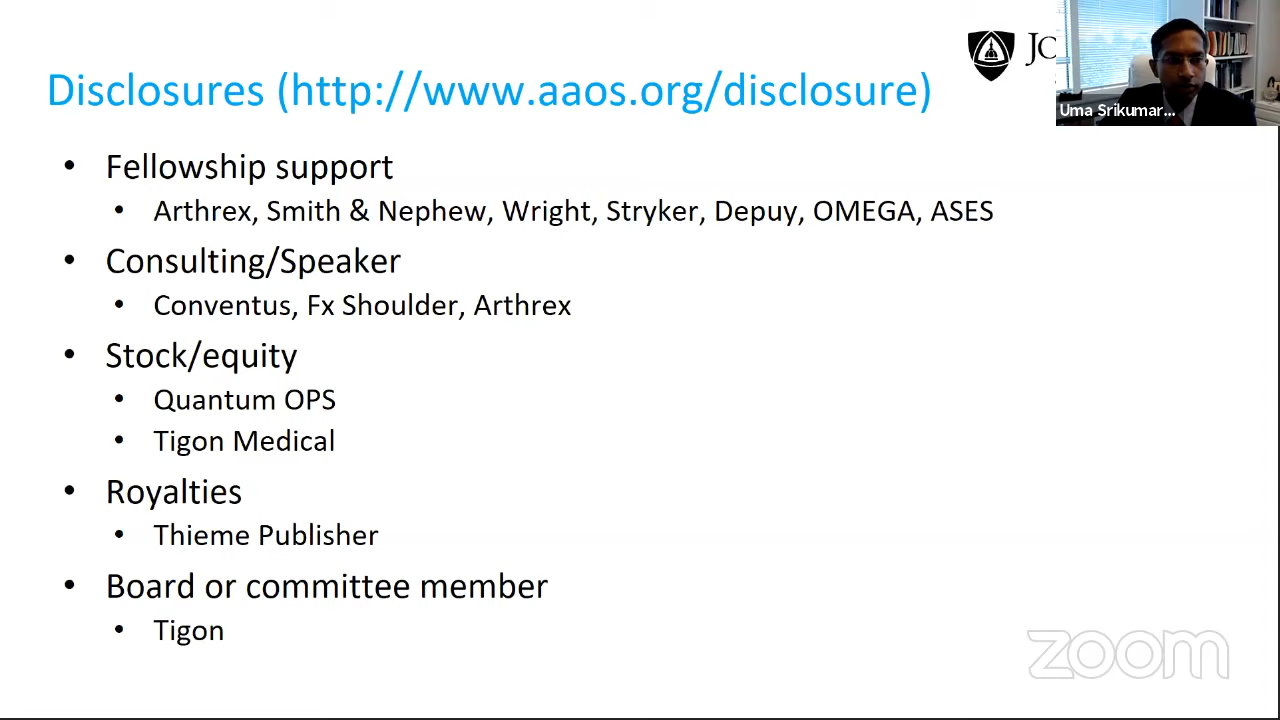 Disclosures (http://www.aaos.org/disclosure)
JC
Uma Srikumar...
• Fellowship support
• Arthrex, Smith & Nephew, Wright, Stryker, Depuy, OMEGA, ASES
• Consulting/Speaker
• Conventus, Fx Shoulder, Arthrex
• Stock/equity
• Quantum OPS
• Tigon Medical
• Royalties
• Thieme Publisher
• Board or committee member
• Tigon
zoom